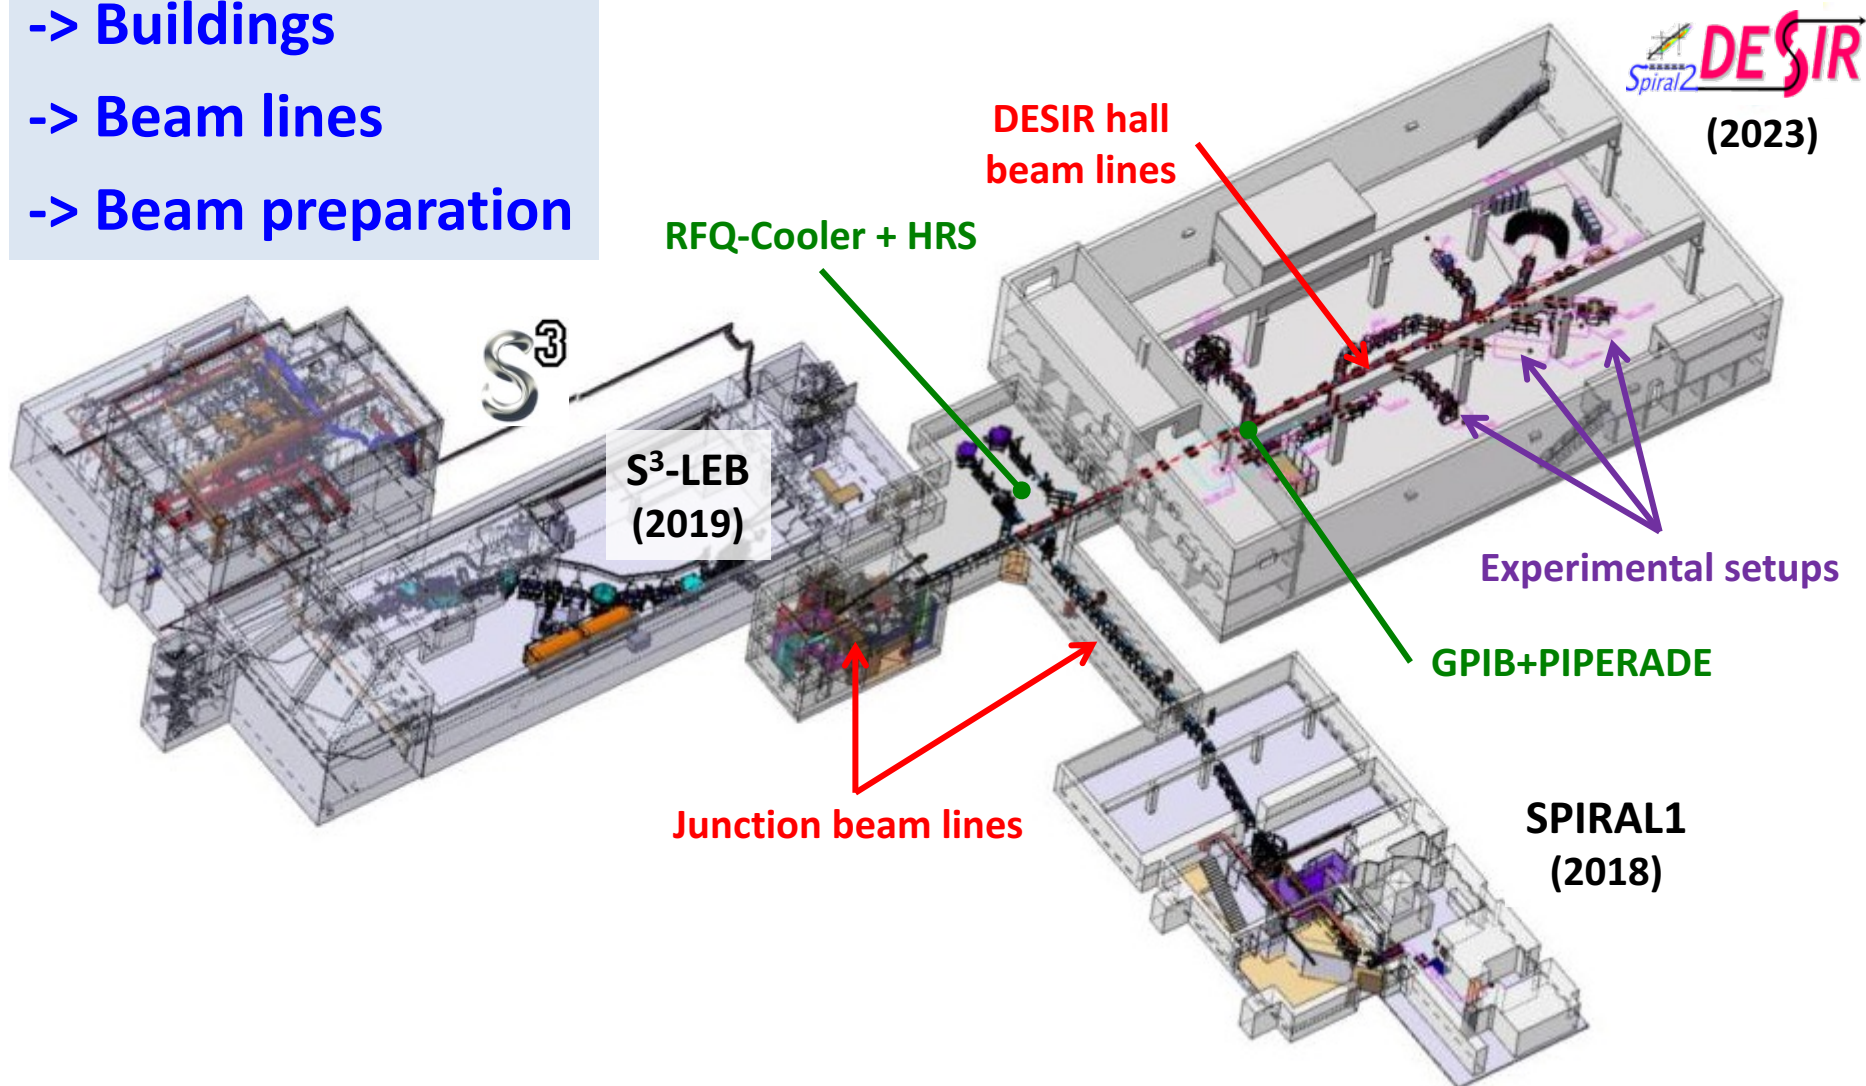 -> Buildings
-> Beam lines
-> Beam preparation
Spiral2 DESIR
(2023)
DESIR hall
beam lines
RFQ-Cooler + HRS
S³
S³-LEB
(2019)
Experimental setups
GPIB+PIPERADE
Junction beam lines
SPIRAL1
(2018)